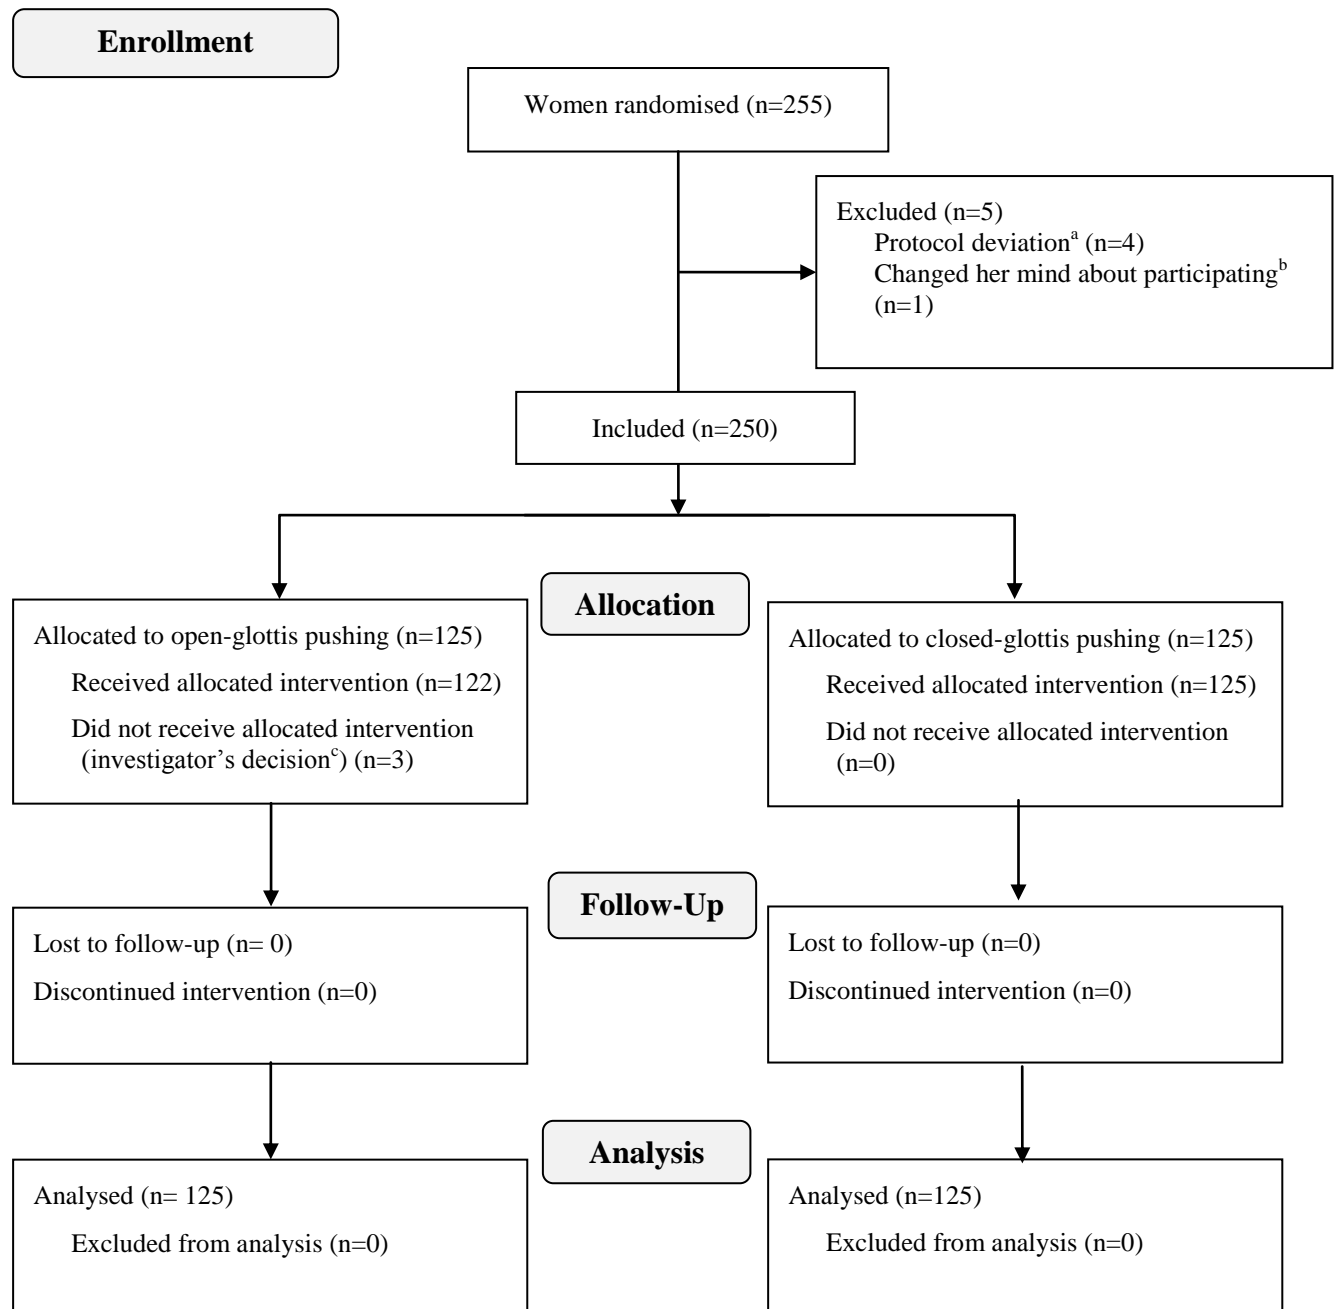 Enrollment
Women randomised (n=255)
Excluded (n=5)
Protocol deviationa (n=4)
Changed her mind about participatingb
(n=1)
Included (n=250)
Allocation
Allocated to open-glottis pushing (n=125)
Received allocated intervention (n=122)
Did not receive allocated intervention
(investigator’s decisionc) (n=3)
Allocated to closed-glottis pushing (n=125)
Received allocated intervention (n=125)
Did not receive allocated intervention
(n=0)
Follow-Up
Lost to follow-up (n= 0)
Discontinued intervention (n=0)
Lost to follow-up (n=0)
Discontinued intervention (n=0)
Analysis
Analysed (n= 125)
Excluded from analysis (n=0)
Analysed (n=125)
Excluded from analysis (n=0)